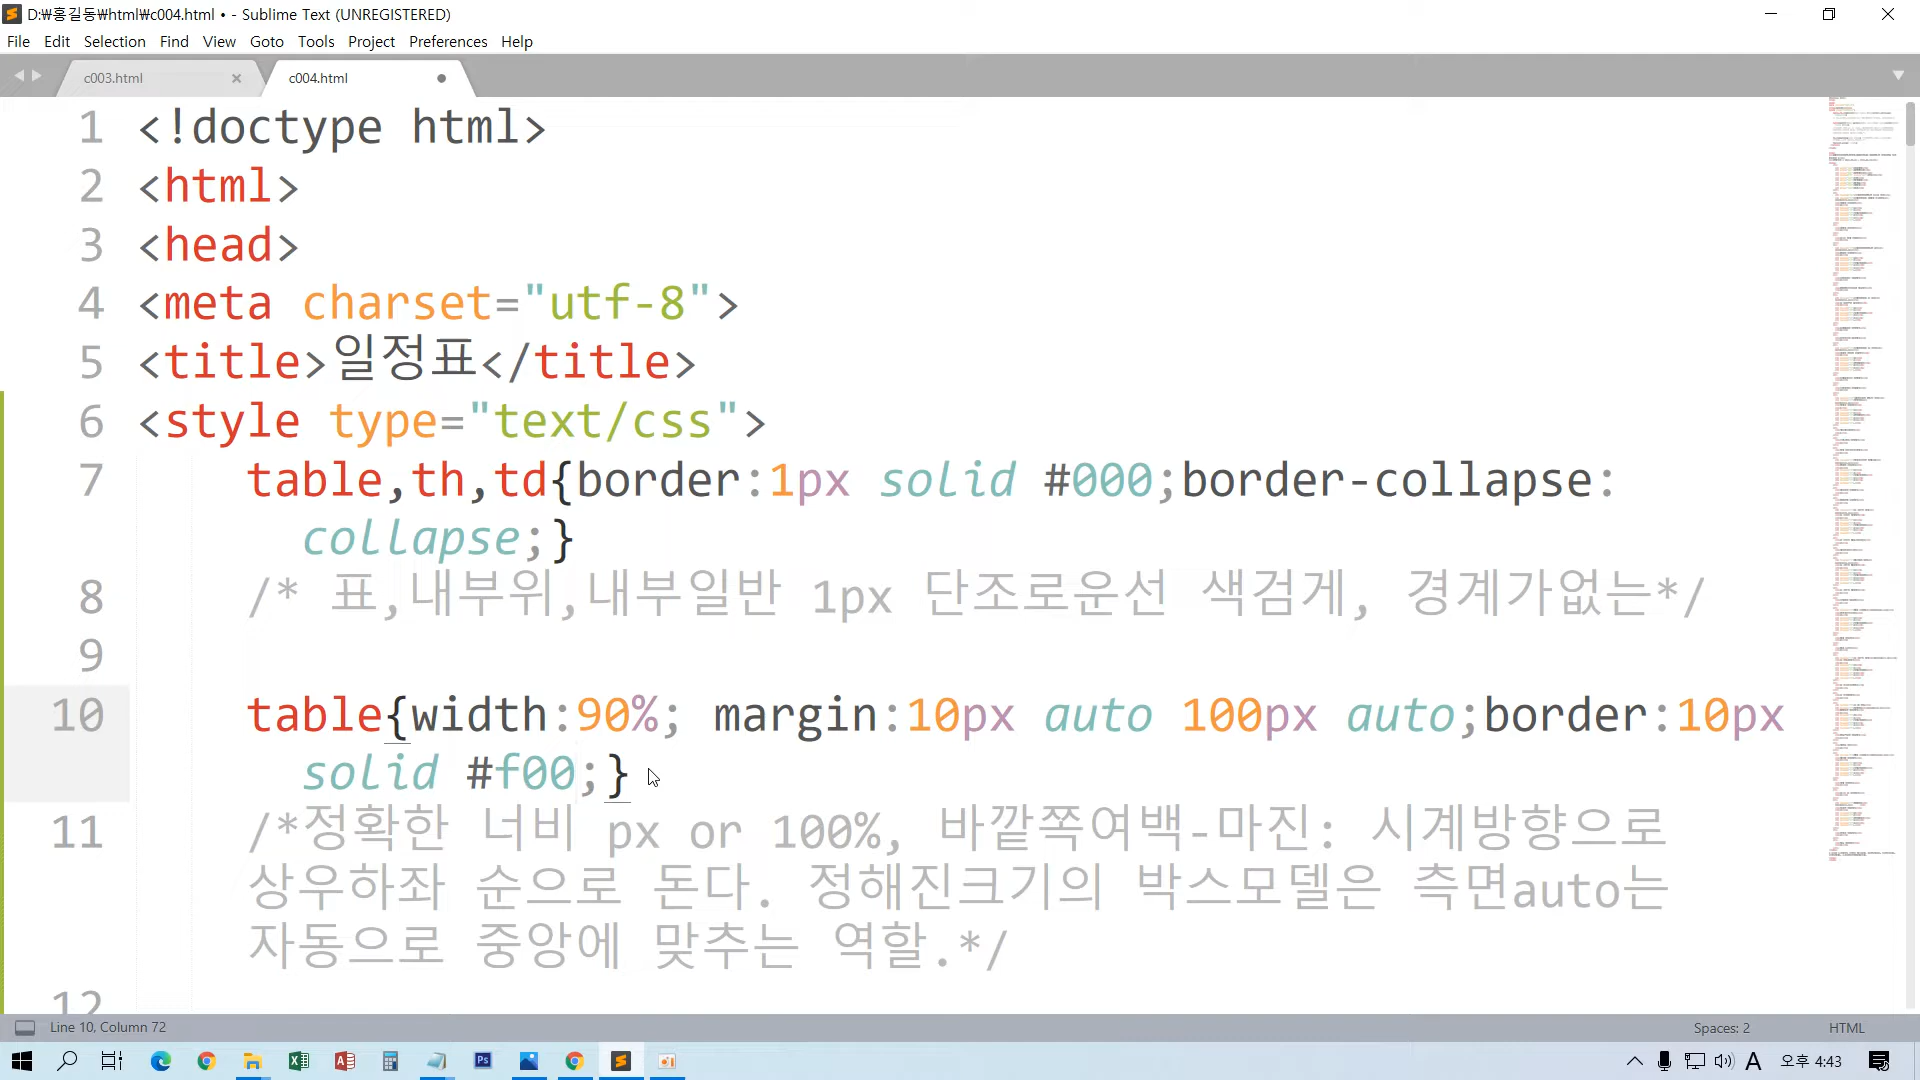 D:₩홍길동₩html₩c004.html • - Sublime Text (UNREGISTERED)
File Edit Selection Find View Goto Tools Project Preferences Help
c003.html × c004.html
1 <!doctype html>
2 <html>
3 <head>
4 <meta charset="utf-8">
5 <title>일정표</title>
6 <style type="text/css">
7 table,th,td{border:1px solid #000;border-collapse:
collapse;}
8 /* 표,내부위,내부일반 1px 단조로운선 색검게, 경계가없는*/
9
10 table{width:90%; margin:10px auto 100px auto;border:10px
solid #f00;}
11 /*정확한 너비 px or 100%, 바깥쪽여백-마진: 시계방향으로
상우하좌 순으로 돈다. 정해진크기의 박스모델은 측면auto는
자동으로 중앙에 맞추는 역할.*/
12
Line 10, Column 72 Spaces: 2 HTML
Ps A 오후 4:43